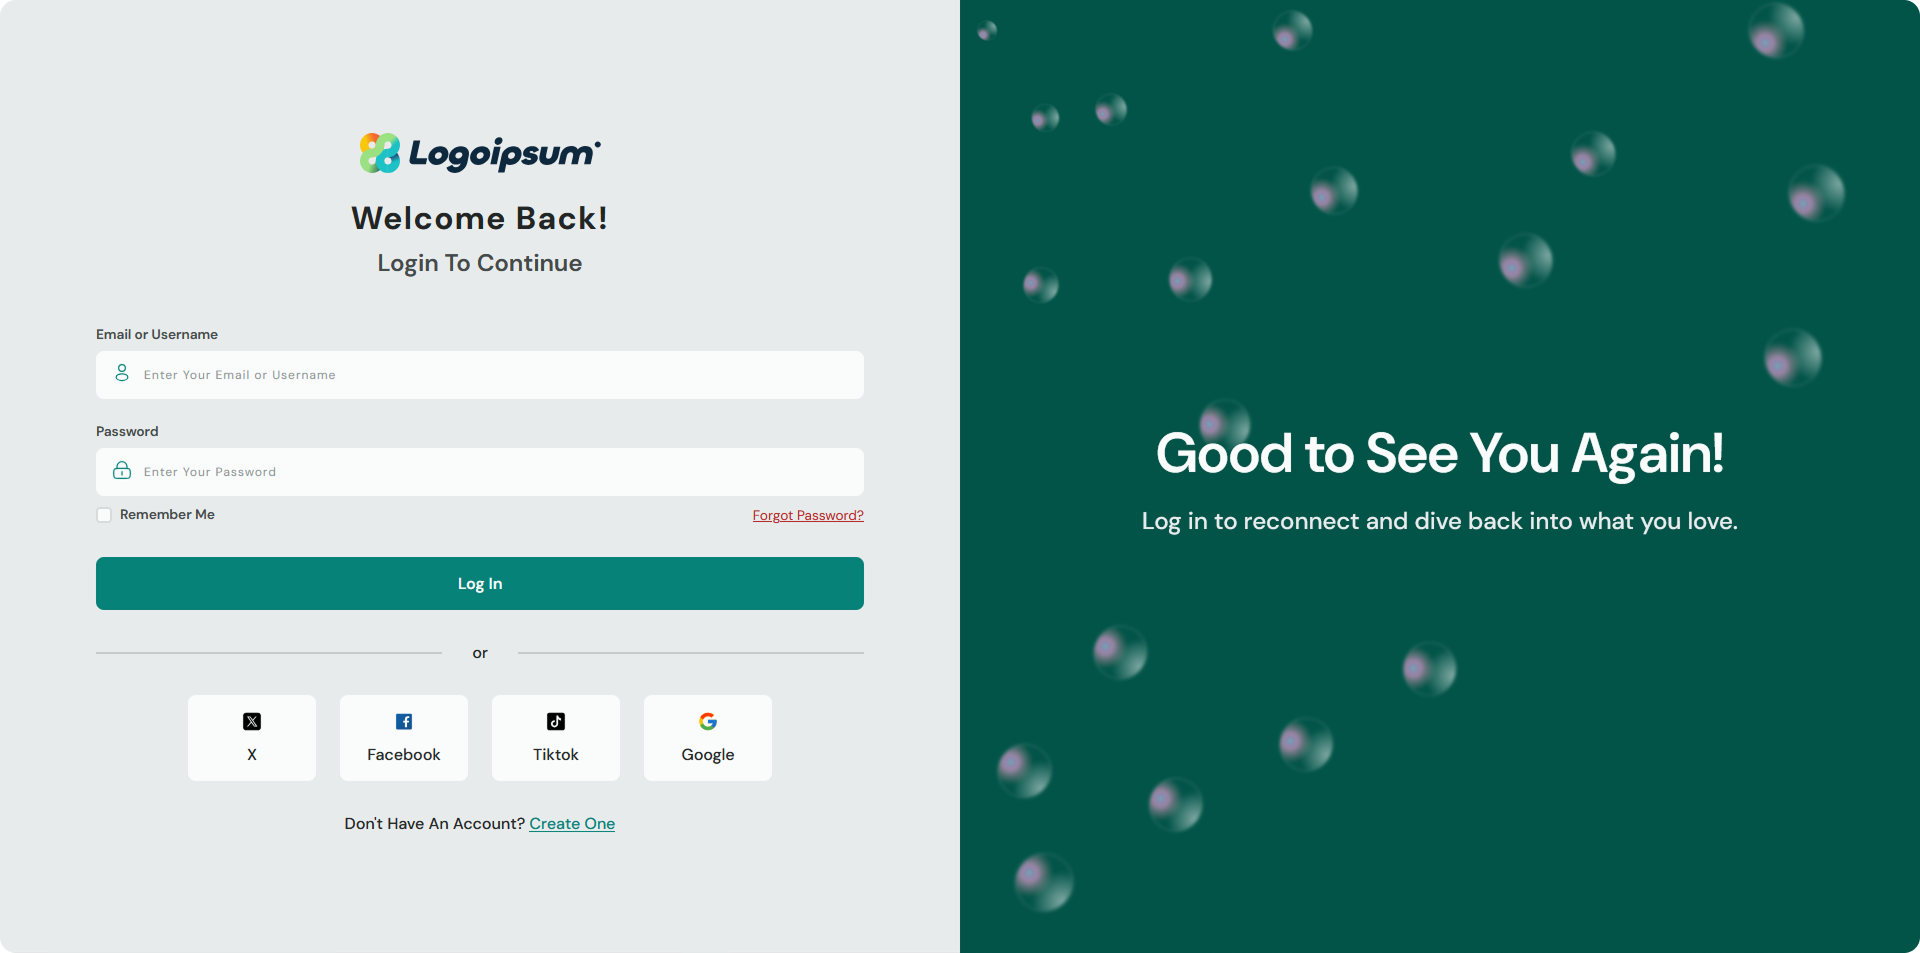 Logoipsum
Welcome Back!
Login To Continue
Email or Username
Enter Your Email or Username
Password
Enter Your Password
Remember Me
Forgot Password?
Log In
or
X
Facebook
Tiktok
Google
Don't Have An Account? Create One
Good to See You Again!
Log in to reconnect and dive back into what you love.